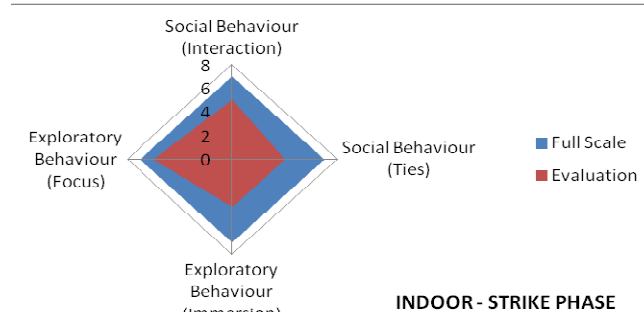 Social Behaviour
(Interaction)
8
6
4
2
0
Exploratory
Behaviour
(Focus)
Social Behaviour
(Ties)
Full Scale
Evaluation
Exploratory
Behaviour
(Immersion)
INDOOR - STRIKE PHASE